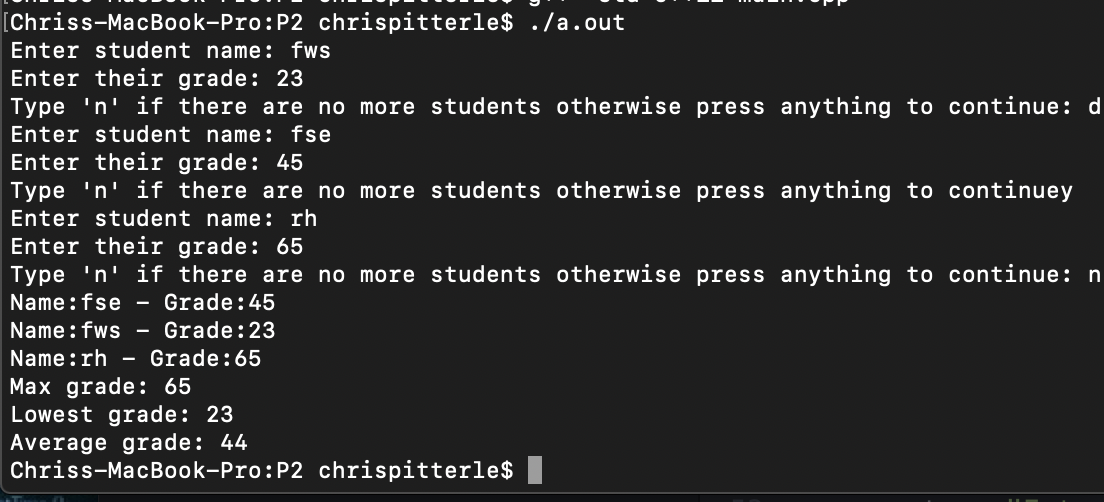 [Chriss-MacBook-Pro:P2 chrispitterle$ ./a.out
Enter student name: fws
Enter their grade: 23
Type 'n' if there are no more students otherwise press anything to continue: d
Enter student name: fse
Enter their grade: 45
Type 'n' if there are no more students otherwise press anything to continuey
Enter student name: rh
Enter their grade: 65
Type 'n' if there are no more students otherwise press anything to continue: n
Name:fse - Grade:45
Name:fws - Grade:23
Name:rh - Grade:65
Max grade: 65
Lowest grade: 23
Average grade: 44
Chriss-MacBook-Pro:P2 chrispitterle$